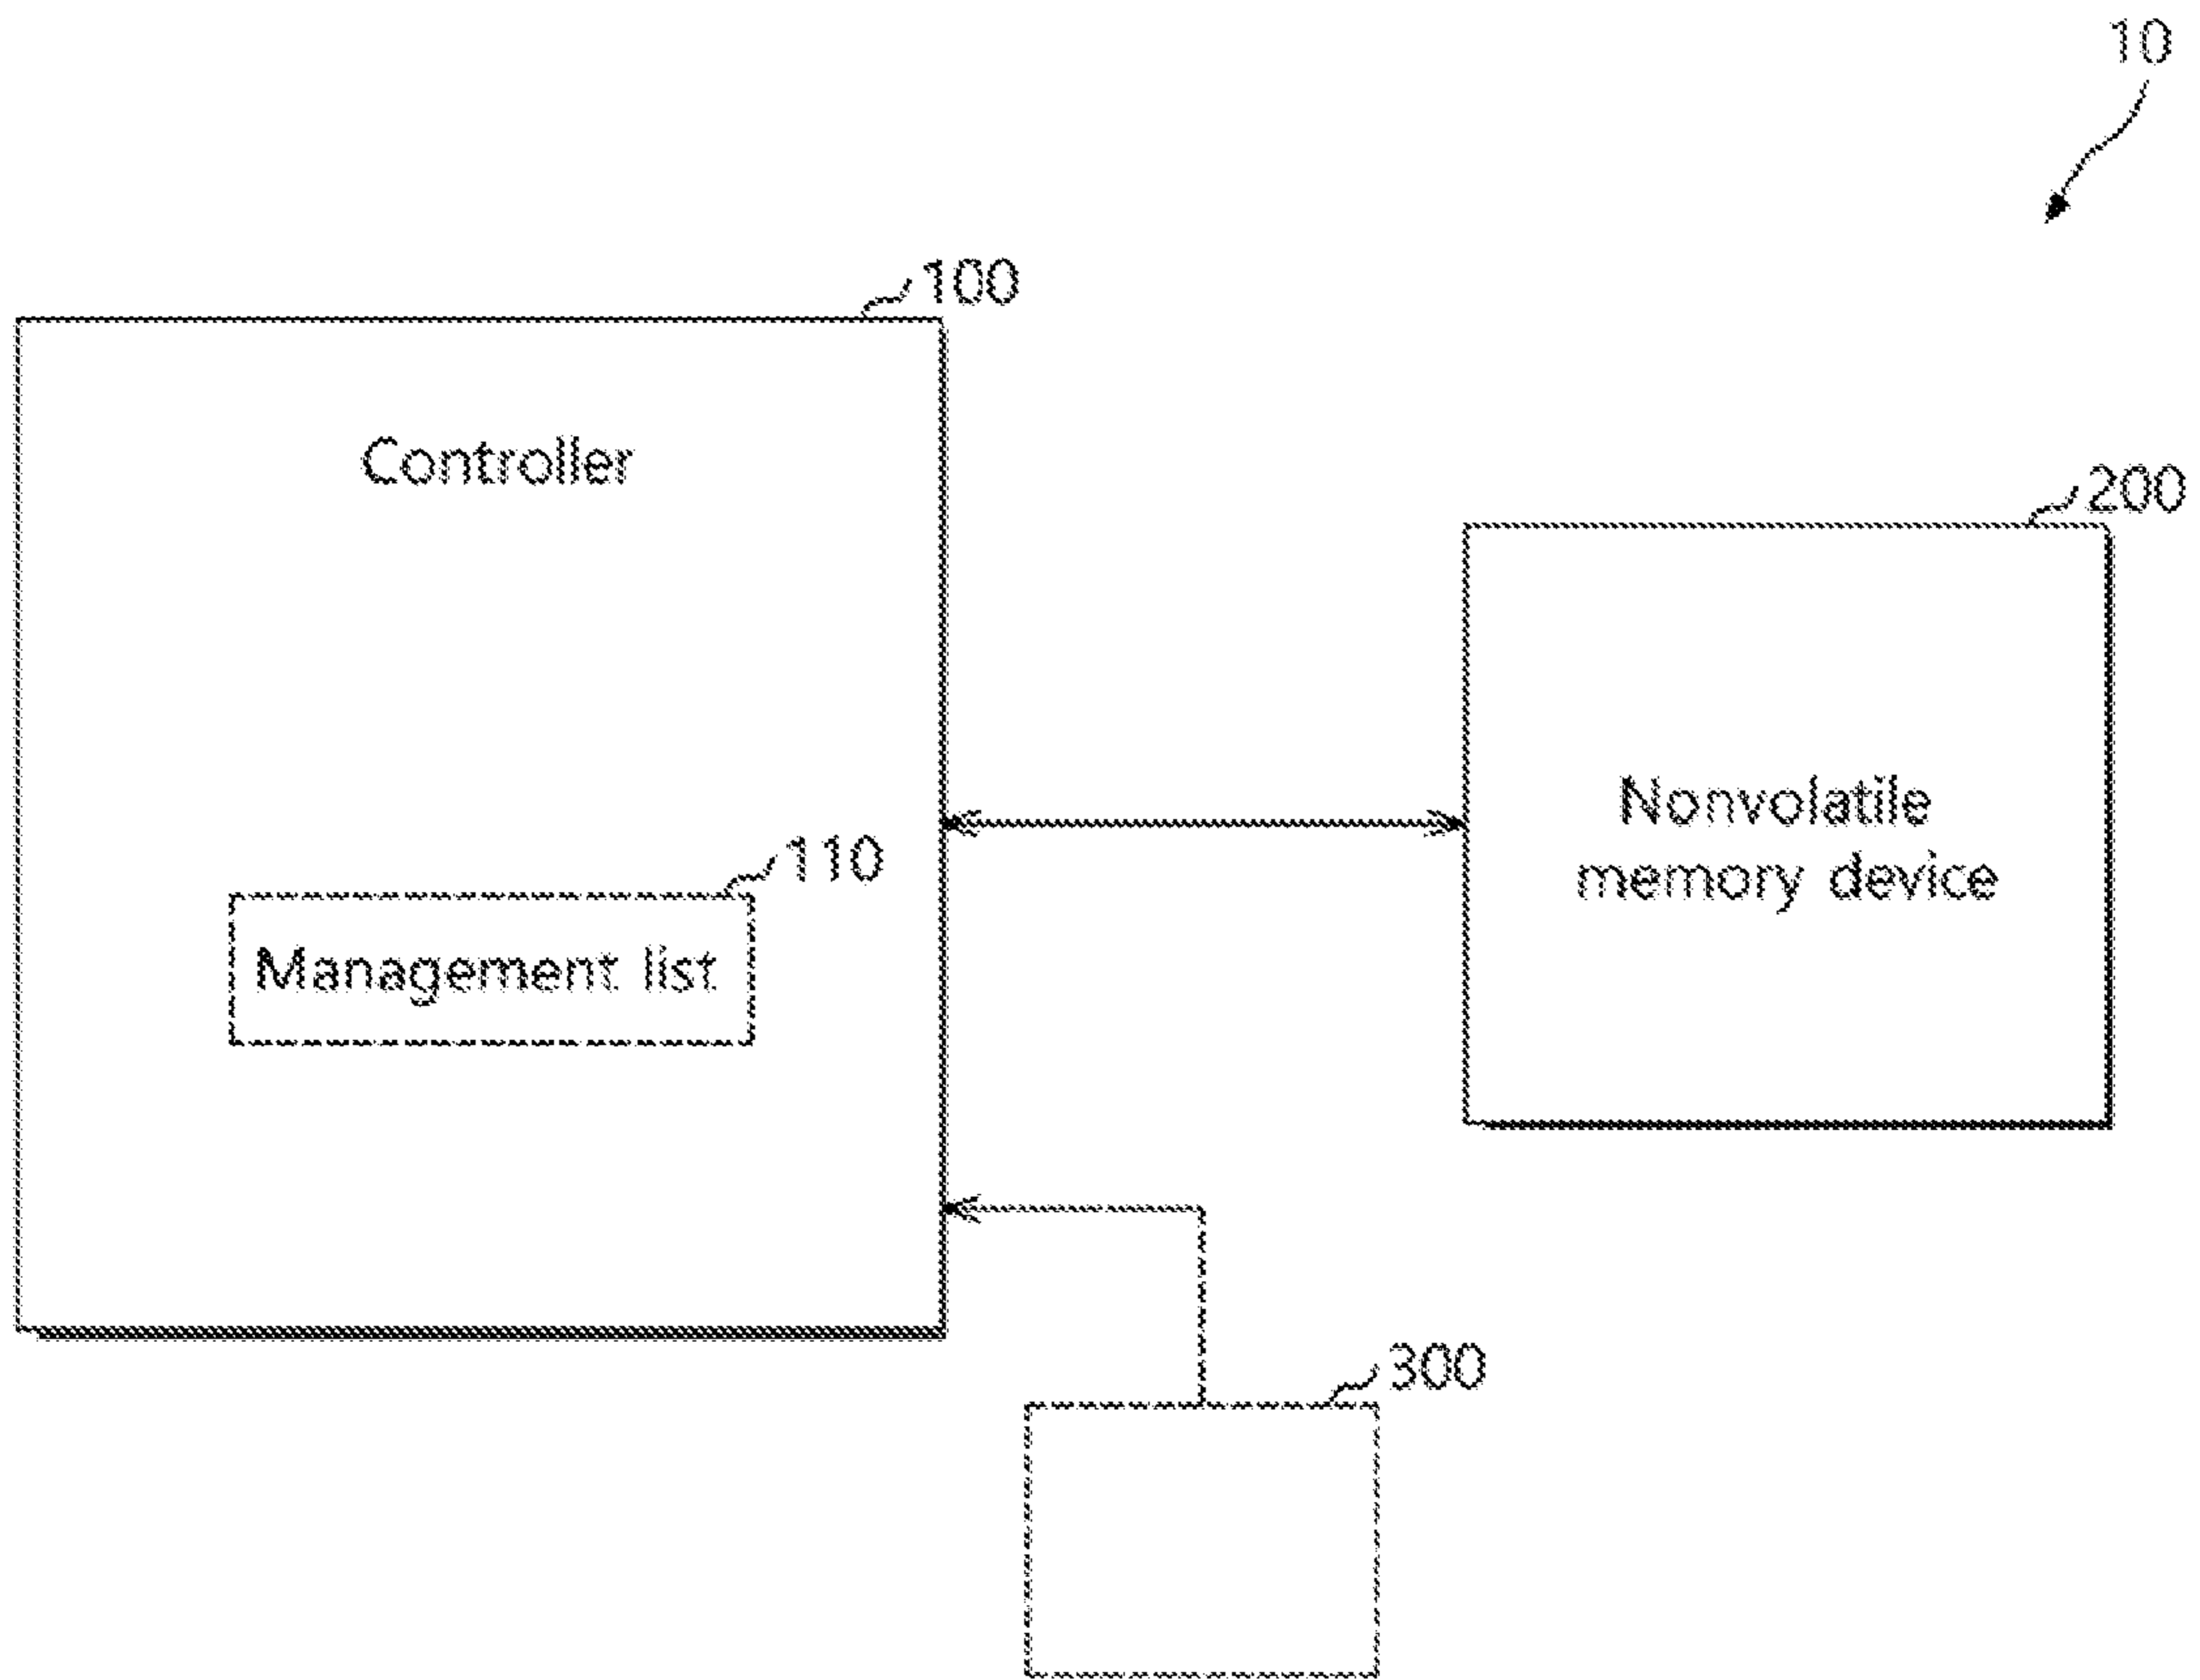 10
100
Controller
200
Nonvolatile
memory device
110
Management list
300